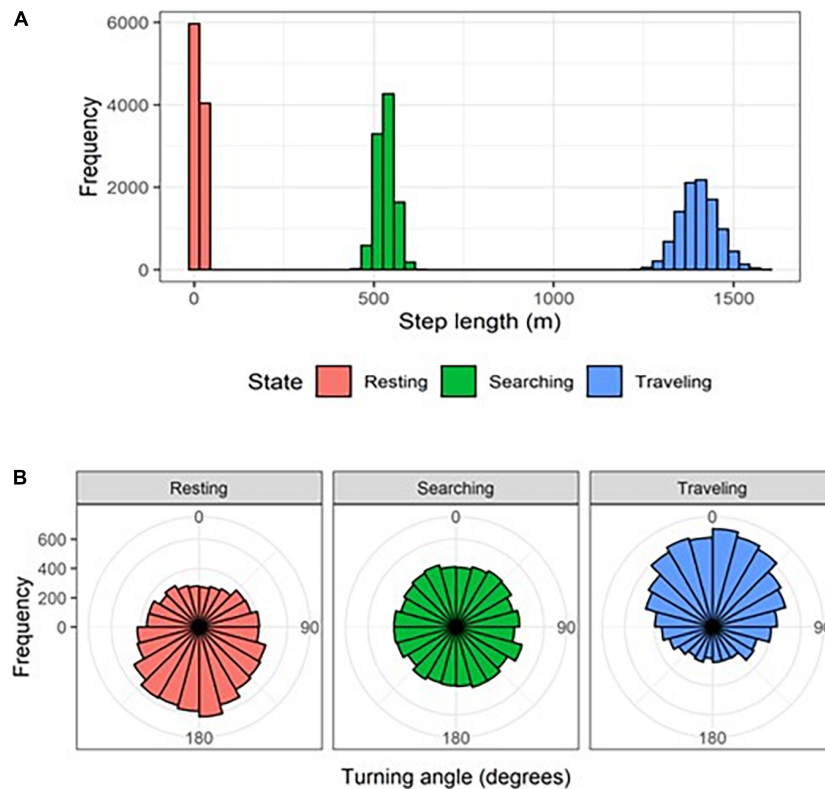 A
6000
4000
2000
0
Frequency
0 500 1000 1500
Step length (m)
State Resting Searching Traveling
B
Resting Searching Traveling
0 0 0
600
400
200
0
Frequency
90 90 9
180 180 180
Turning angle (degrees)